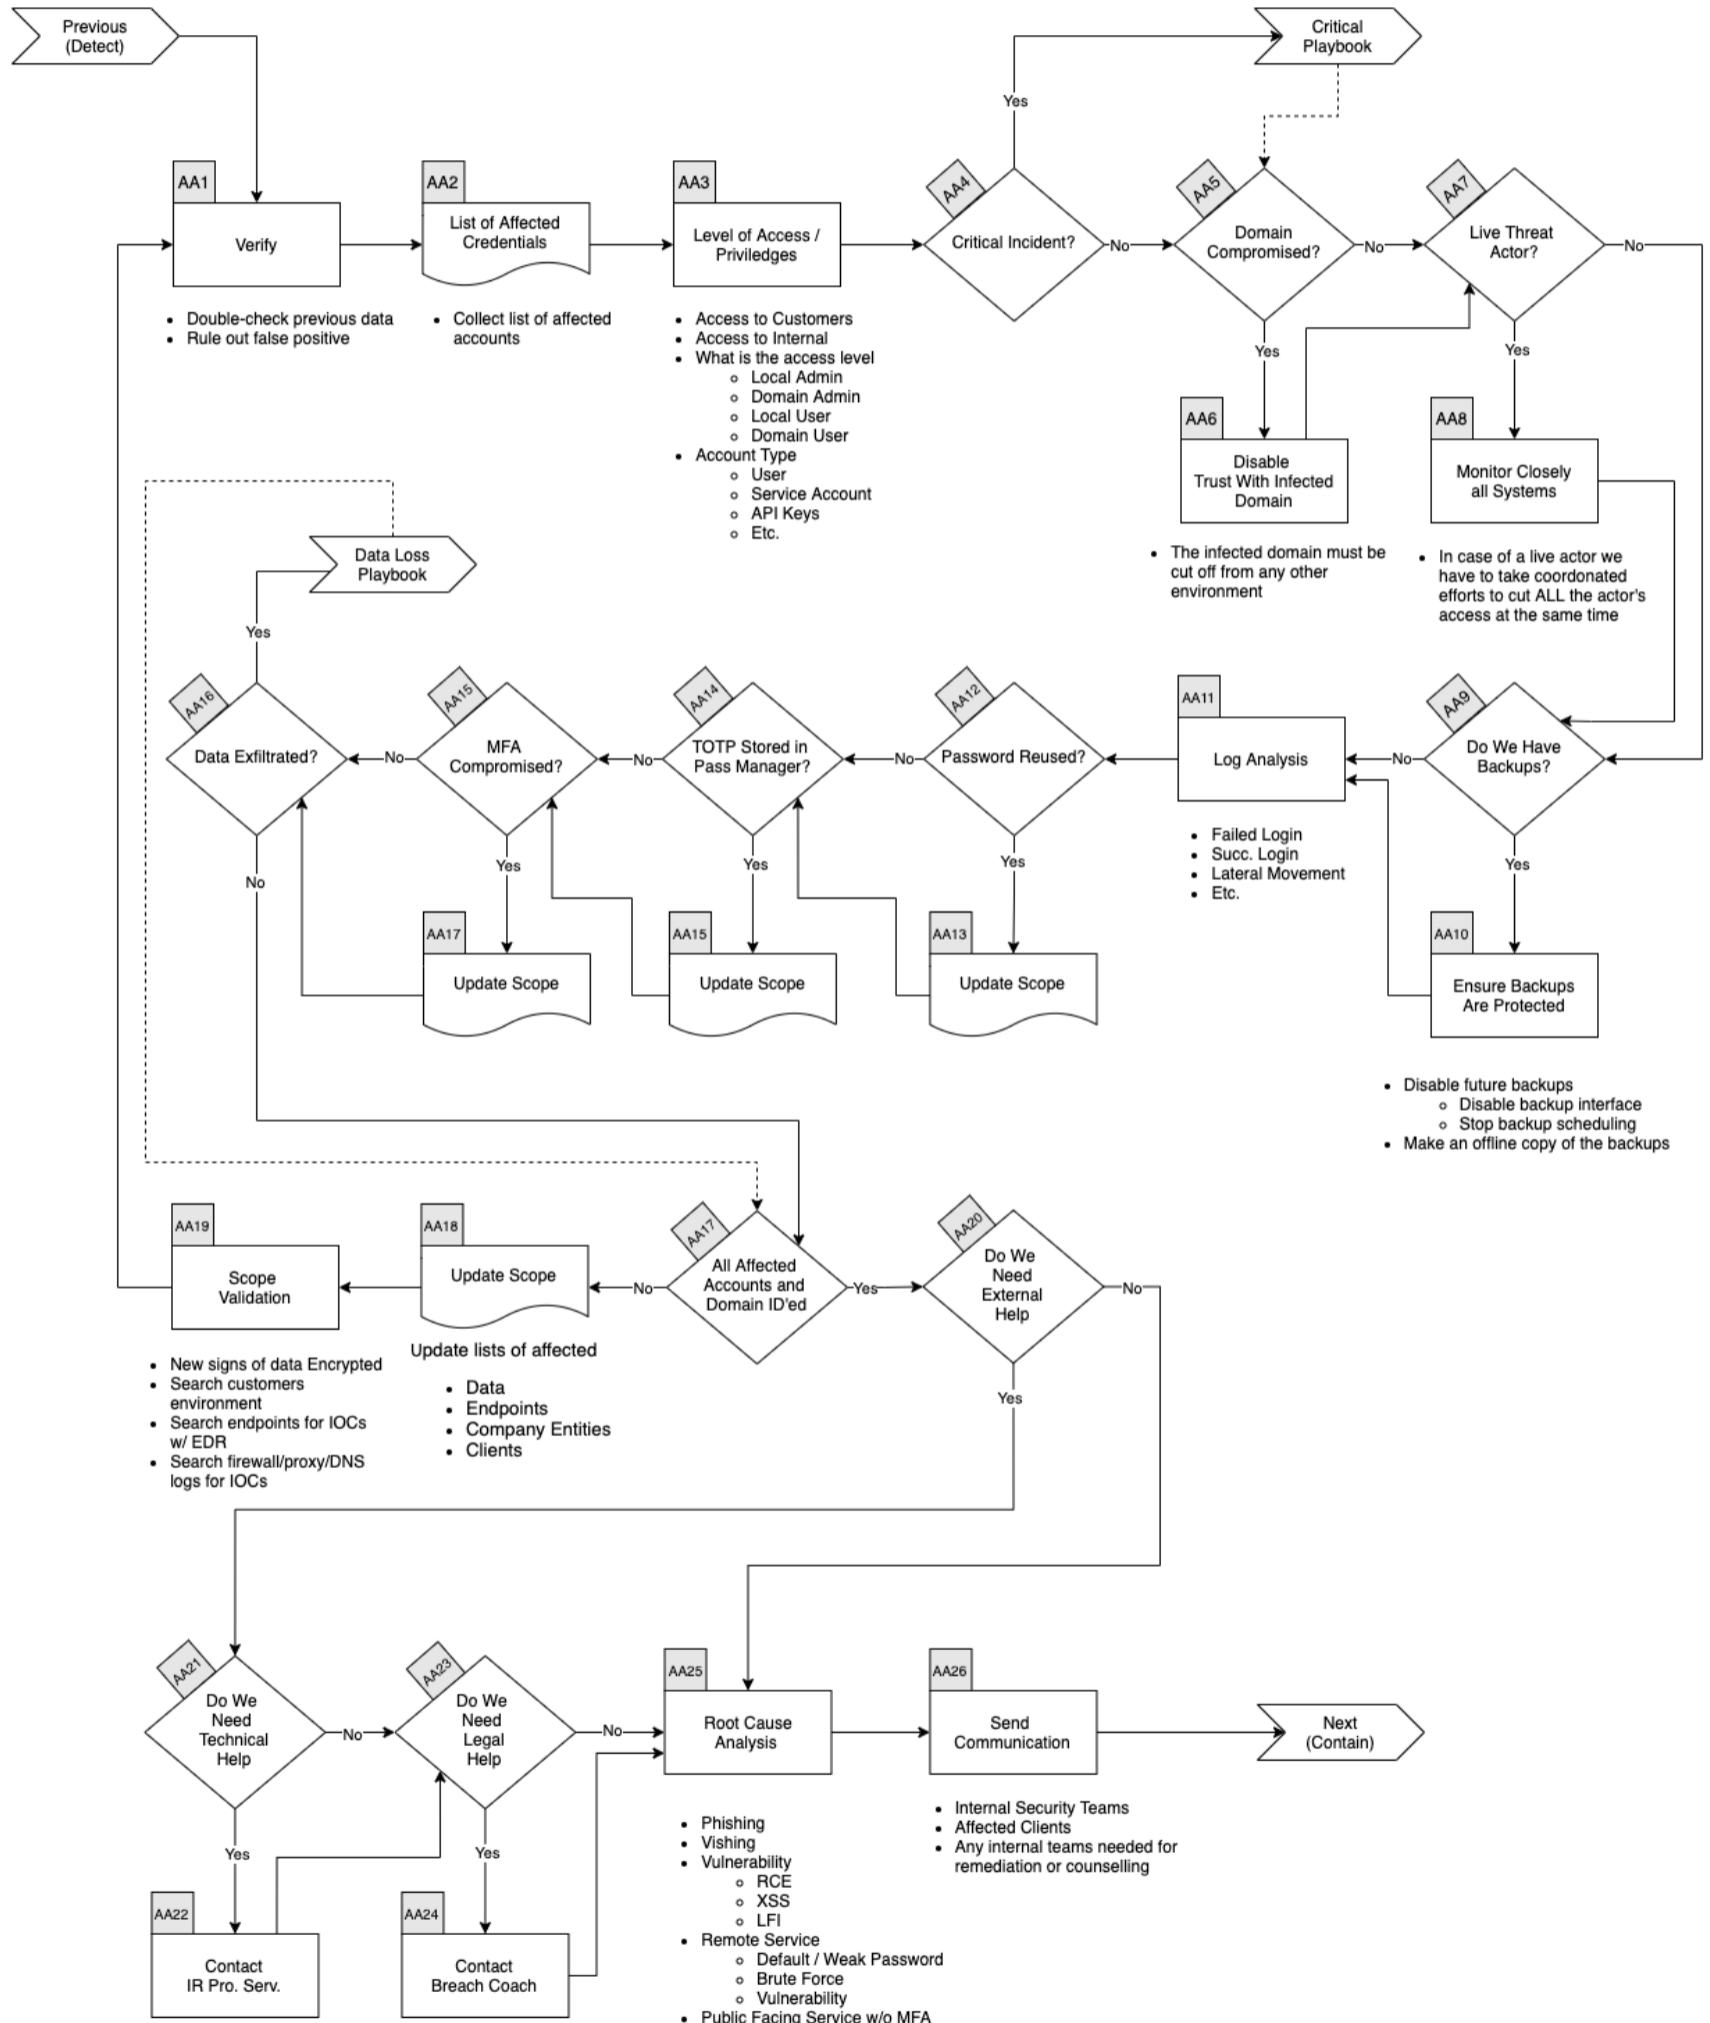 Previous
(Detect)
Critical
Playbook
Yes
AA1
Verify
Double-check previous data
Rule out false positive
AA2
List of Affected
Credentials
Collect list of affected
accounts
AA3
Level of Access /
Priviledges
Access to Customers
Access to Internal
What is the access level
Local Admin
Domain Admin
Local User
Domain User
Account Type
User
Service Account
API Keys
Etc.
AA4
Critical Incident?
No
AA5
Domain
Compromised?
No
Yes
AA6
Disable
Trust With Infected
Domain
The infected domain must be
cut off from any other
environment
AA7
Live Threat
Actor?
No
Yes
AA8
Monitor Closely
all Systems
In case of a live actor we
have to take coordonated
efforts to cut ALL the actor's
access at the same time
Data Loss
Playbook
Yes
AA16
Data Exfiltrated?
No
No
AA15
MFA
Compromised?
Yes
No
AA14
TOTP Stored in
Pass Manager?
Yes
No
AA12
Password Reused?
Yes
AA11
Log Analysis
Failed Login
Succ. Login
Lateral Movement
Etc.
No
AA9
Do We Have
Backups?
Yes
AA17
Update Scope
AA15
Update Scope
AA13
Update Scope
AA10
Ensure Backups
Are Protected
Disable future backups
Disable backup interface
Stop backup scheduling
Make an offline copy of the backups
AA19
Scope
Validation
New signs of data Encrypted
Search customers
environment
Search endpoints for IOCs
w/ EDR
Search firewall/proxy/DNS
logs for IOCs
AA18
Update Scope
Update lists of affected
Data
Endpoints
Company Entities
Clients
No
AA17
All Affected
Accounts and
Domain ID'ed
Yes
AA20
Do We
Need
External
Help
No
Yes
AA21
Do We
Need
Technical
Help
No
Yes
AA22
Contact
IR Pro. Serv.
AA23
Do We
Need
Legal
Help
No
Yes
AA24
Contact
Breach Coach
AA25
Root Cause
Analysis
Phishing
Vishing
Vulnerability
RCE
XSS
LFI
Remote Service
Default / Weak Password
Brute Force
Vulnerability
Public Facing Service w/o MFA
AA26
Send
Communication
Internal Security Teams
Affected Clients
Any internal teams needed for
remediation or counselling
Next
(Contain)